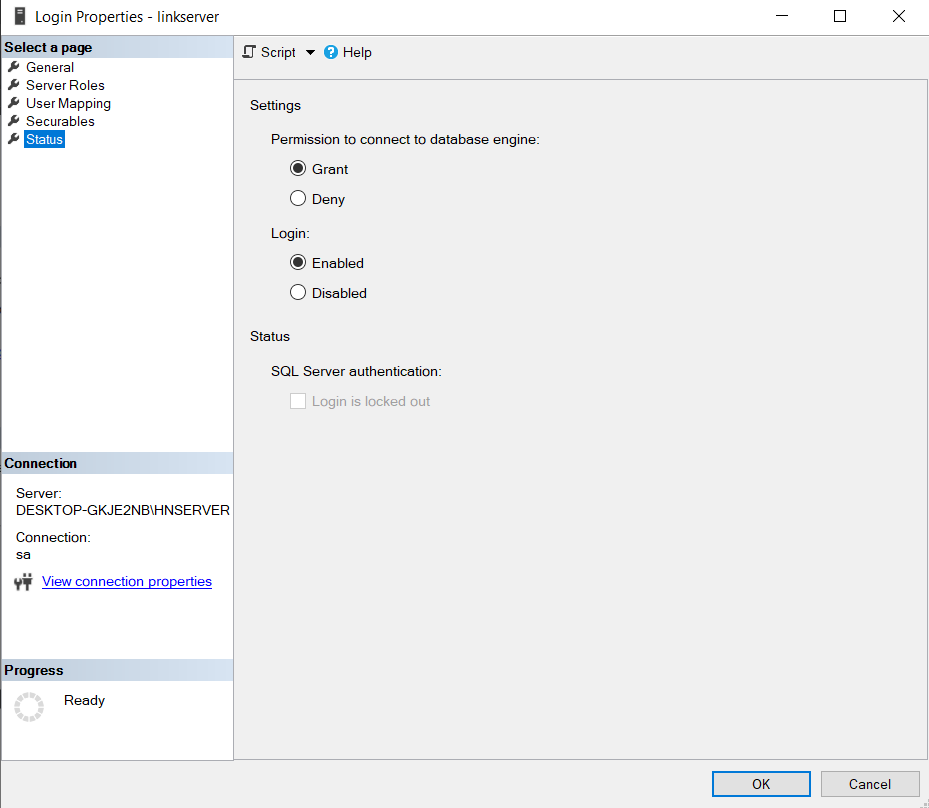 Login Properties - linkserver
Select a page
General
Server Roles
User Mapping
Securables
Status
Script
Help
Settings
Permission to connect to database engine:
Grant
Deny
Login:
Enabled
Disabled
Status
SQL Server authentication:
Login is locked out
Connection
Server:
DESKTOP-GKJE2NB\HNSERVER
Connection:
sa
View connection properties
Progress
Ready
OK
Cancel